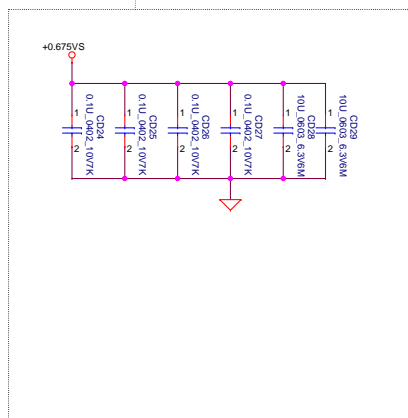 +0.675VS
1
2
CD24
0.1U_0402_10V7K
1
2
CD25
0.1U_0402_10V7K
1
2
CD26
0.1U_0402_10V7K
1
2
CD27
0.1U_0402_10V7K
1
2
CD28
10U_0603_6.3V6M
1
2
CD29
10U_0603_6.3V6M